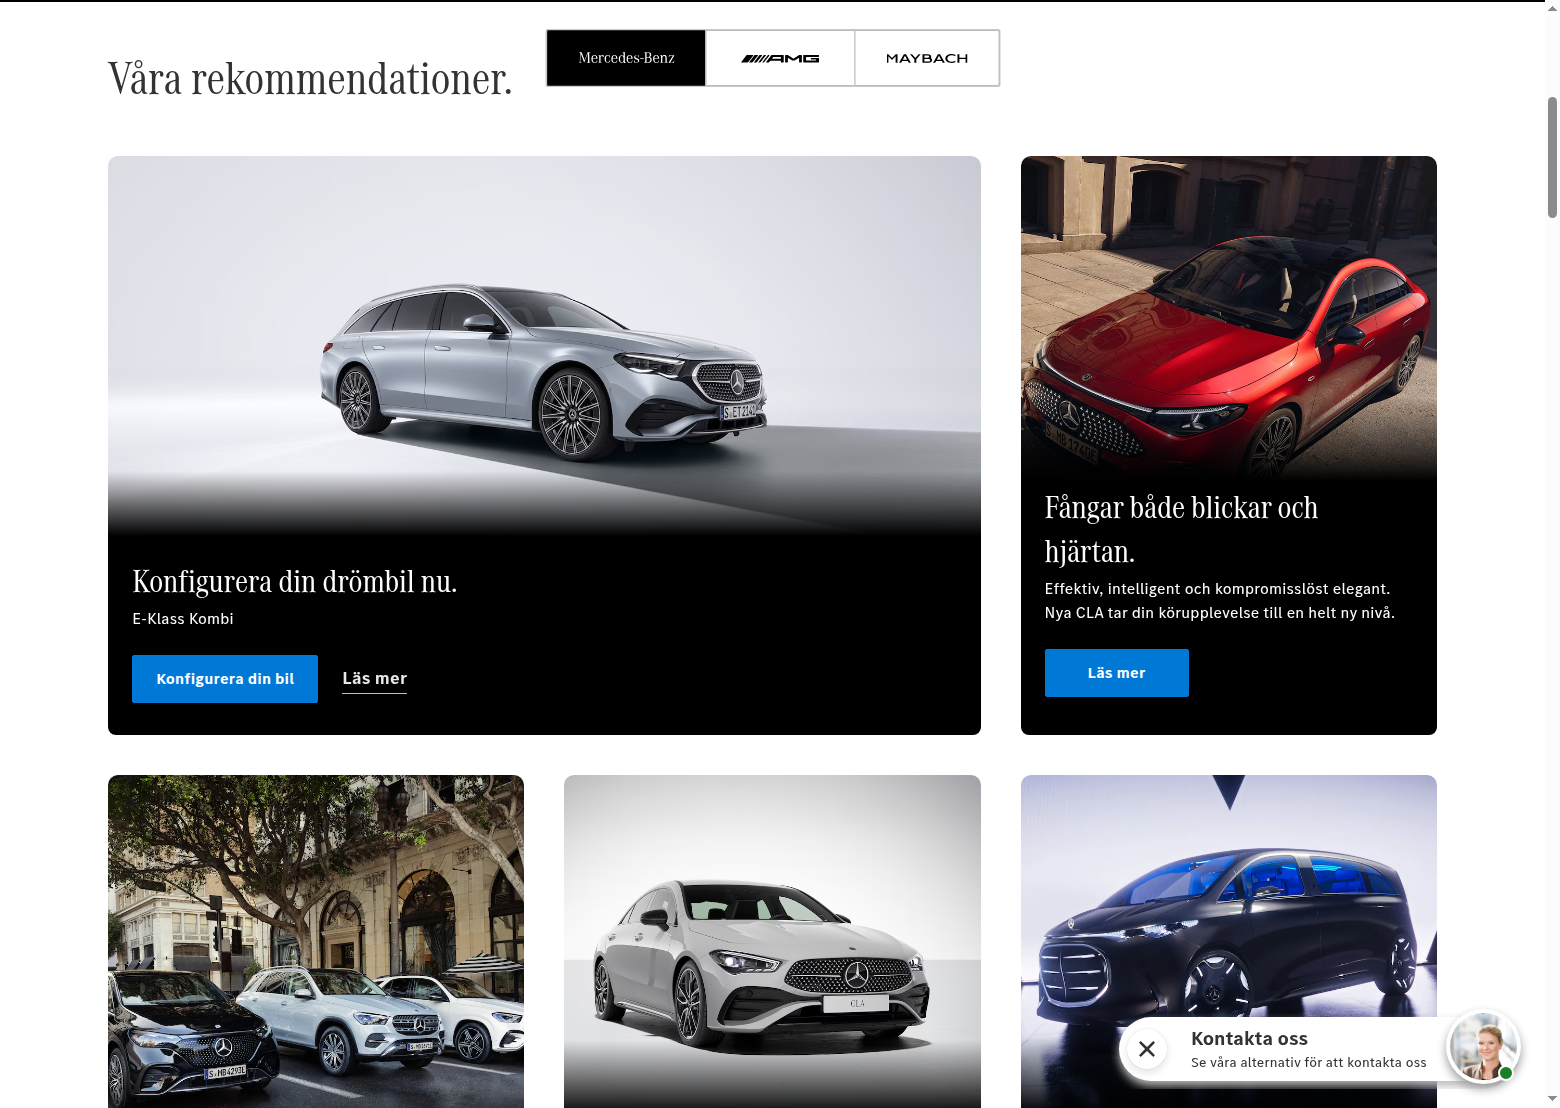 Våra rekommendationer.
Mercedes-Benz
AMG
MAYBACH
Konfigurera din drömbil nu.
E-Klass Kombi
Konfigurera din bil
Läs mer
Fångar både blickar och
hjärtan.
Effektiv, intelligent och kompromisslöst elegant.
Nya CLA tar din körupplevelse till en helt ny nivå.
Läs mer
CLA
Kontakta oss
Se våra alternativ för att kontakta oss